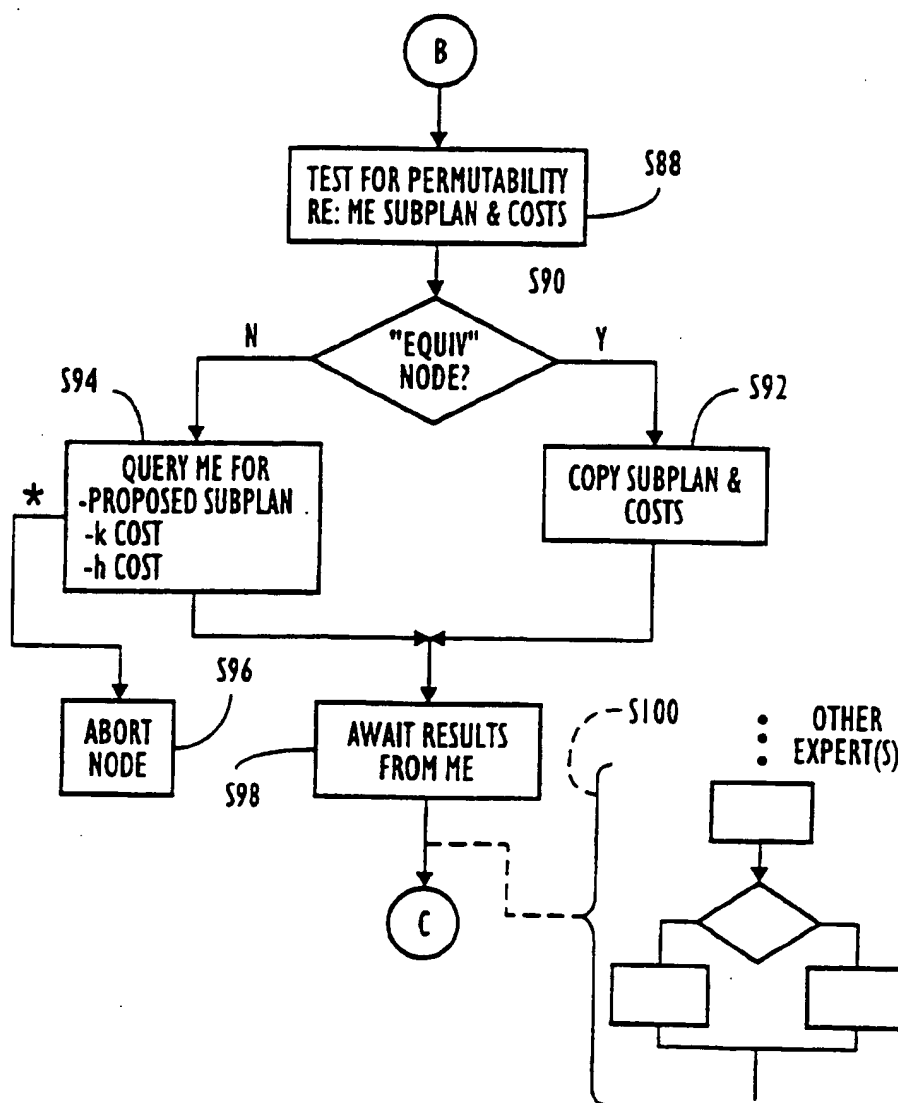 B
TEST FOR PERMUTABILITY
RE: ME SUBPLAN & COSTS
S88
S90
N
"EQUIV"
NODE?
Y
S94
S92
QUERY ME FOR
-PROPOSED SUBPLAN
-k COST
-h COST
*
COPY SUBPLAN &
COSTS
S96
ABORT
NODE
AWAIT RESULTS
FROM ME
S98
S100
OTHER
EXPERT(S)
C